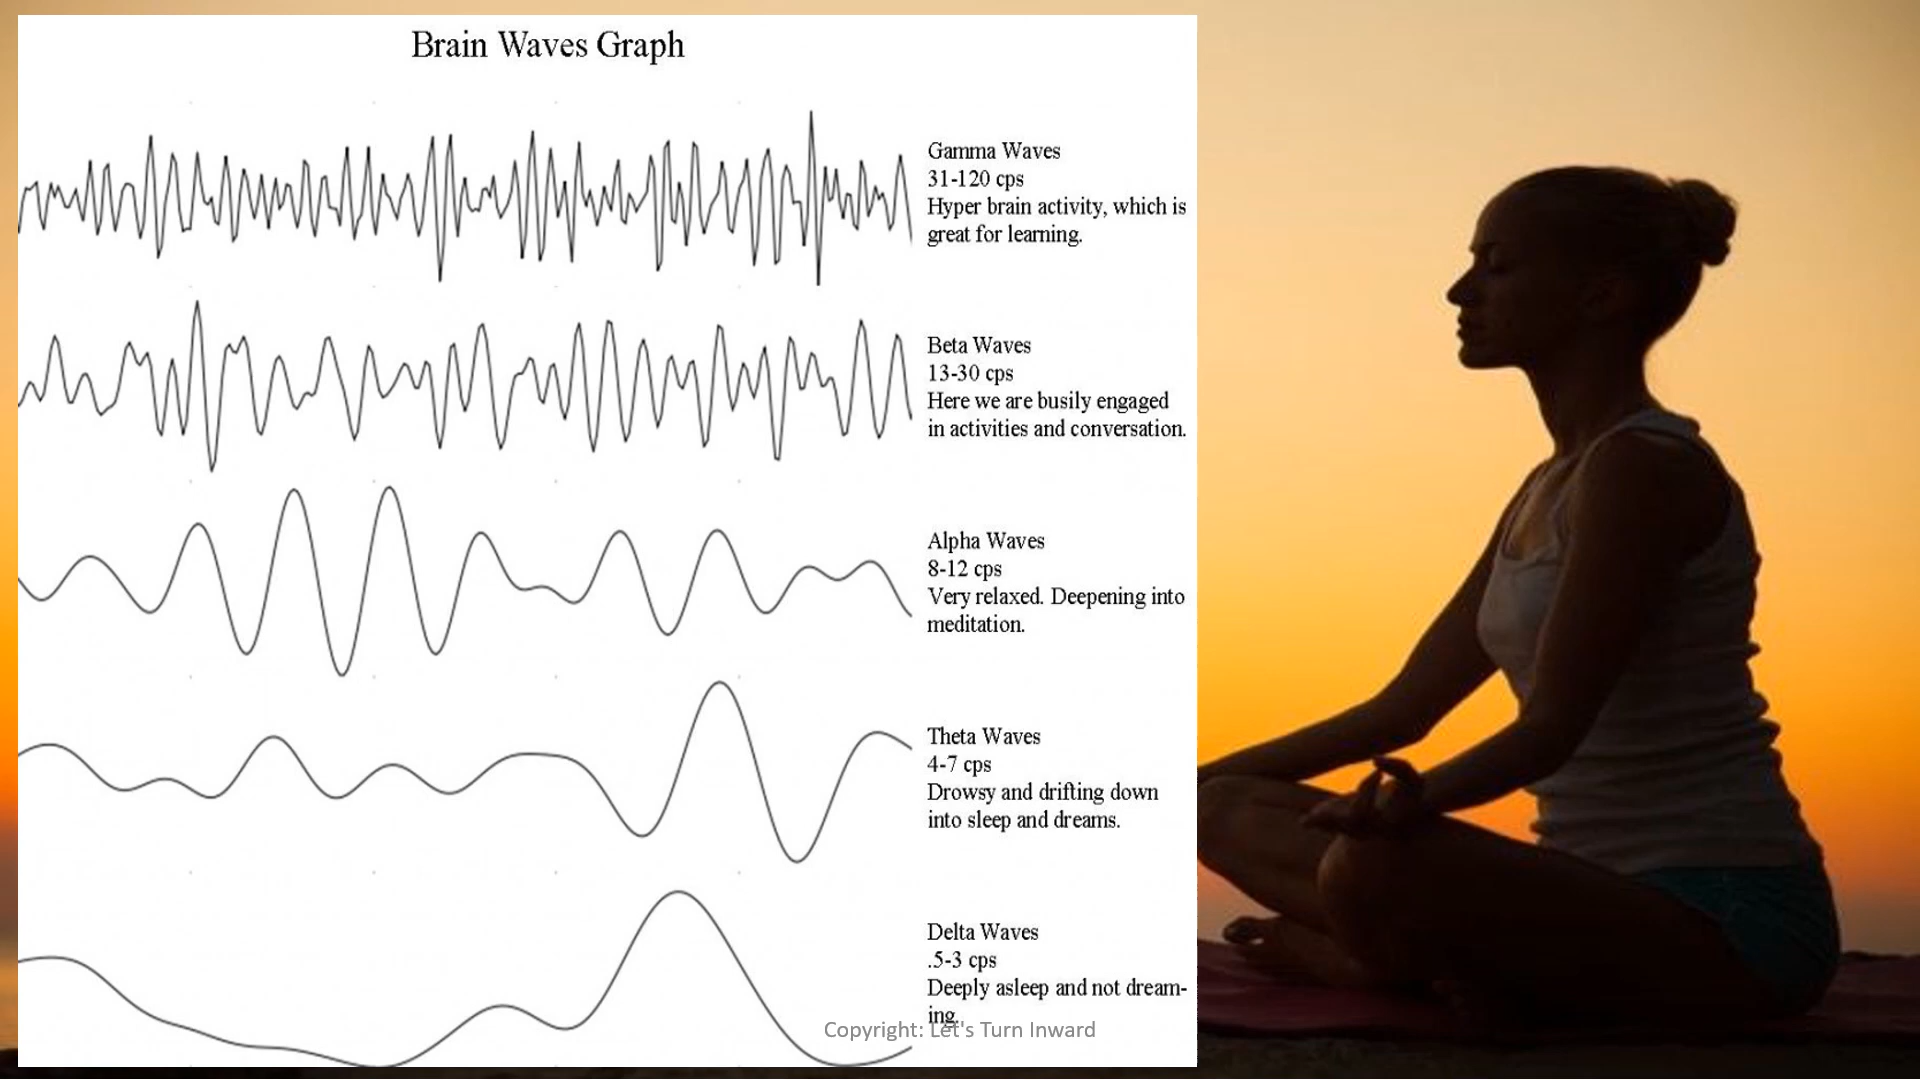 Brain Waves Graph
Gamma Waves
31-120 cps
Hyper brain activity, which is
great for learning.
Beta Waves
13-30 cps
Here we are busily engaged
in activities and conversation.
Alpha Waves
8-12 cps
Very relaxed. Deepening into
meditation.
Theta Waves
4-7 cps
Drowsy and drifting down
into sleep and dreams.
Delta Waves
.5-3 cps
Deeply asleep and not dream-
ing.
Copyright: Let's Turn Inward